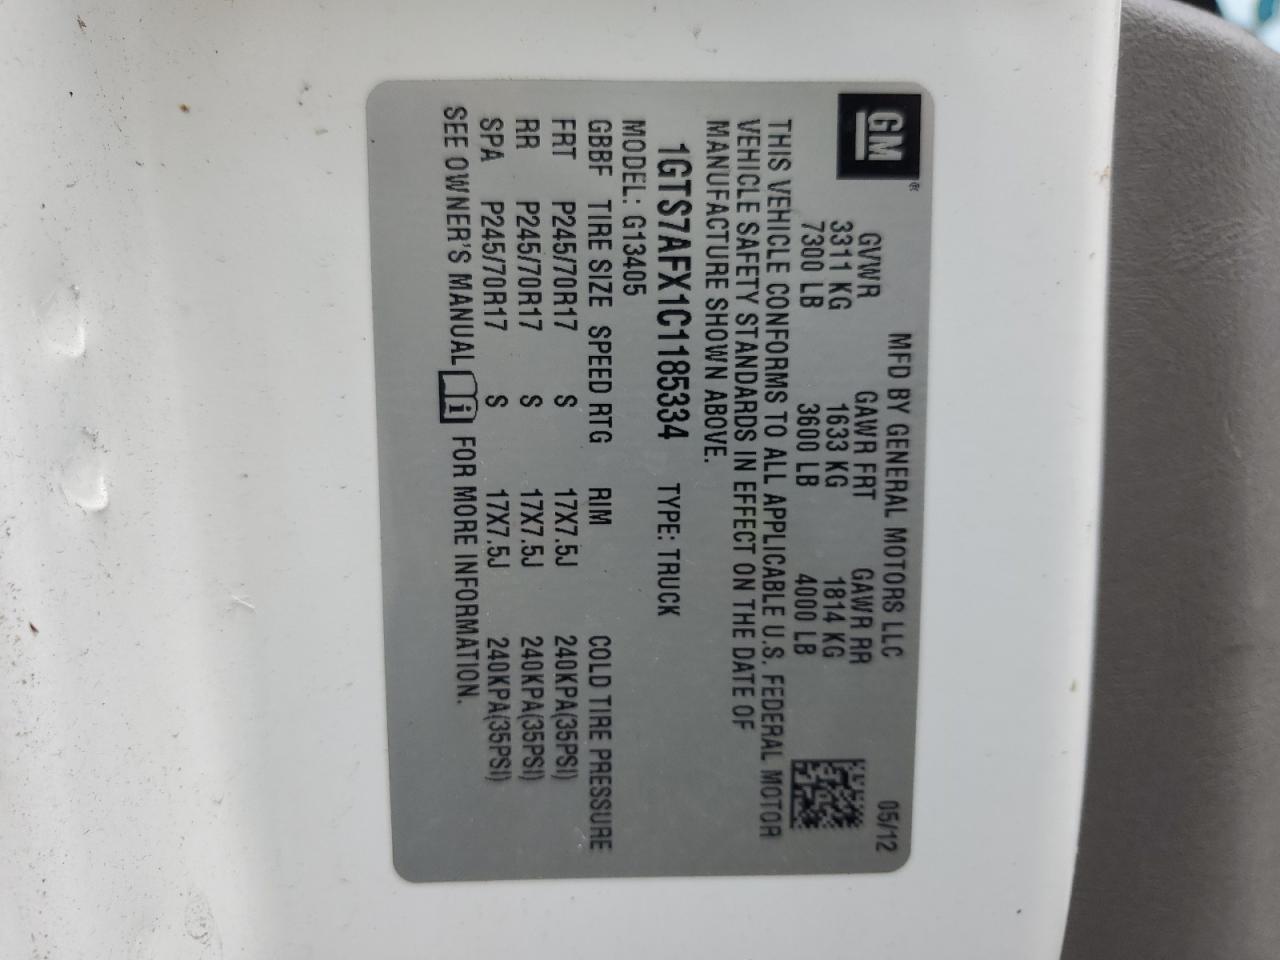 GM®
MFD BY GENERAL MOTORS LLC 05/12
GVWR GAWR FRT GAWR RR
3311 KG 1633 KG 1814 KG
7300 LB 3600 LB 4000 LB
THIS VEHICLE CONFORMS TO ALL APPLICABLE U.S. FEDERAL MOTOR
VEHICLE SAFETY STANDARDS IN EFFECT ON THE DATE OF
MANUFACTURE SHOWN ABOVE.
1GTS7AFX1C1185334 TYPE: TRUCK
MODEL: G13405
GBBF TIRE SIZE SPEED RTG RIM COLD TIRE PRESSURE
FRT P245/70R17 S 17X7.5J 240KPA(35PSI)
RR P245/70R17 S 17X7.5J 240KPA(35PSI)
SPA P245/70R17 S 17X7.5J 240KPA(35PSI)
SEE OWNER'S MANUAL i FOR MORE INFORMATION.